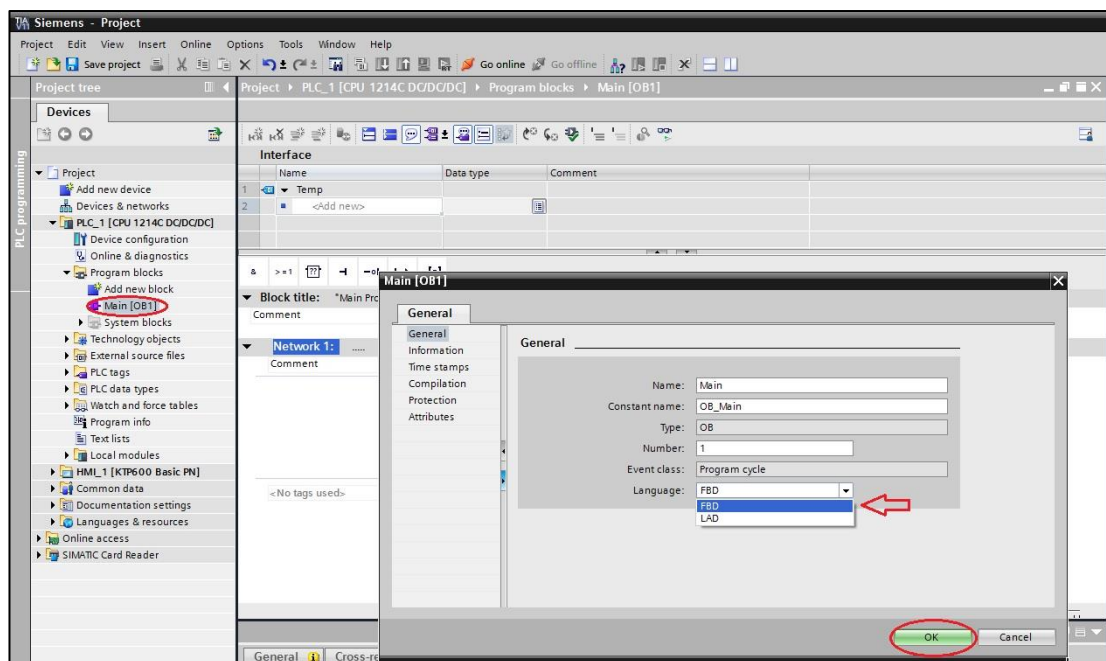 Siemens - Project
Project Edit View Insert Online Options Tools Window Help
Save project Go online Go offline
Project tree
Project PLC_1 [CPU 1214C DC/DC/DC] Program blocks Main [OB1]
Devices
PLC programming
Interface
Name Data type Comment
1 Temp
2 <Add new>
Project
Add new device
Devices & networks
PLC_1 [CPU 1214C DC/DC/DC]
Device configuration
Online & diagnostics
Program blocks
Add new block
Main [OB1]
System blocks
Technology objects
External source files
PLC tags
PLC data types
Watch and force tables
Program info
Text lists
Local modules
HMI_1 [KTP600 Basic PN]
Common data
Documentation settings
Languages & resources
Online access
SIMATIC Card Reader
& >=1 ??
Block title: "Main Pro
Comment
Network 1: .....
Comment
<No tags used>
General Cross-re
Main [OB1]
General
General
Information
Time stamps
Compilation
Protection
Attributes
General
Name: Main
Constant name: OB_Main
Type: OB
Number: 1
Event class: Program cycle
Language: FBD
FBD
LAD
OK Cancel